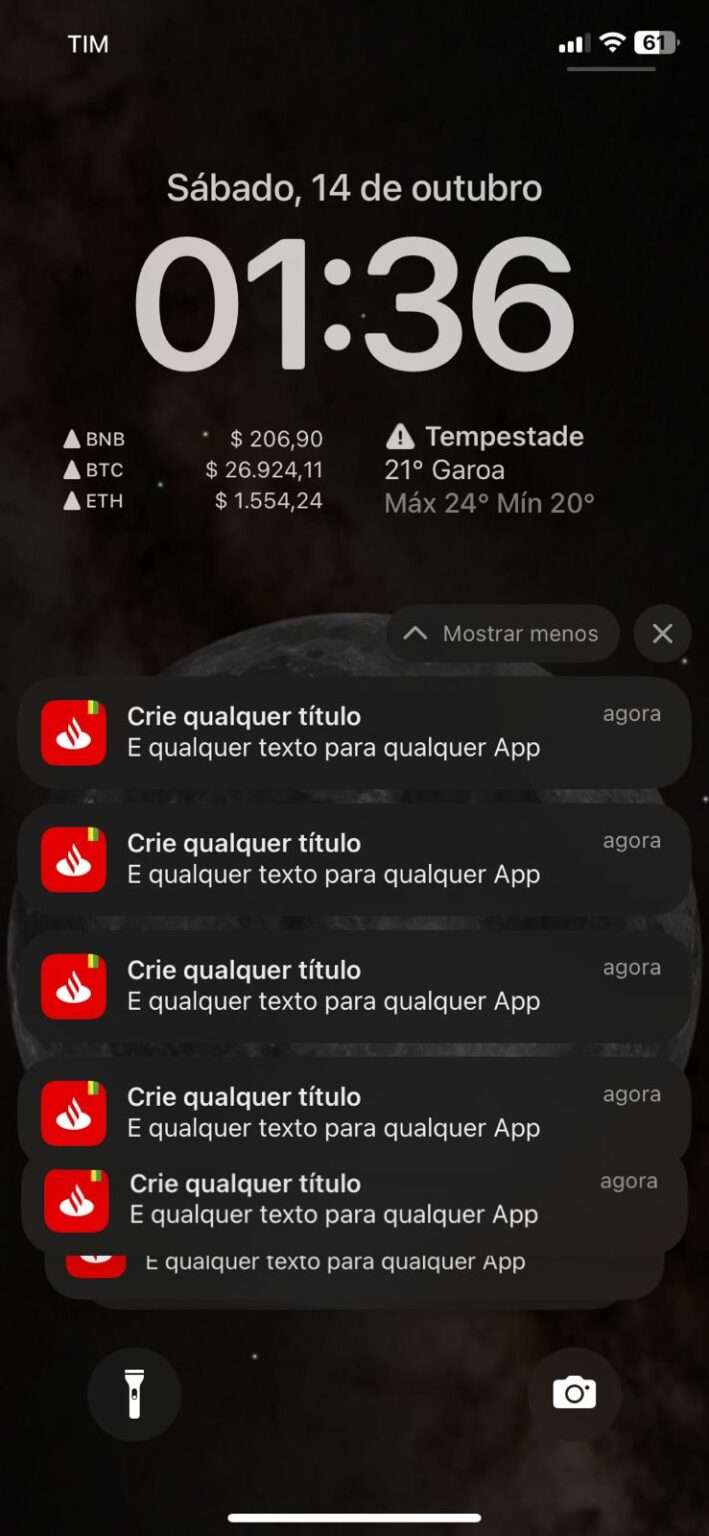 TIM
61
Sábado, 14 de outubro
01:36
BNB $ 206,90
BTC $ 26.924,11
ETH $ 1.554,24
Tempestade
21° Garoa
Máx 24° Mín 20°
Mostrar menos
Crie qualquer título agora
E qualquer texto para qualquer App
Crie qualquer título agora
E qualquer texto para qualquer App
Crie qualquer título agora
E qualquer texto para qualquer App
Crie qualquer título agora
E qualquer texto para qualquer App
Crie qualquer título agora
E qualquer texto para qualquer App
E qualquer texto para qualquer App